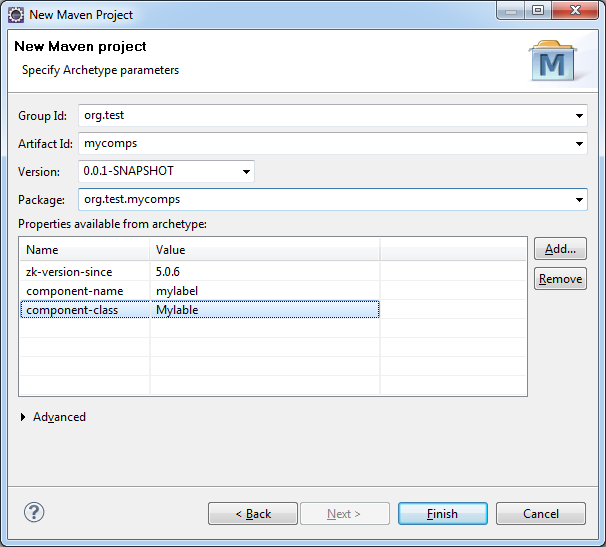 New Maven Project
New Maven project
Specify Archetype parameters
M
Group Id: org.test
Artifact Id: mycomps
Version: 0.0.1-SNAPSHOT
Package: org.test.mycomps
Properties available from archetype:
Name Value
zk-version-since 5.0.6
component-name mylabel
component-class Mylable
Add...
Remove
Advanced
? < Back Next > Finish Cancel